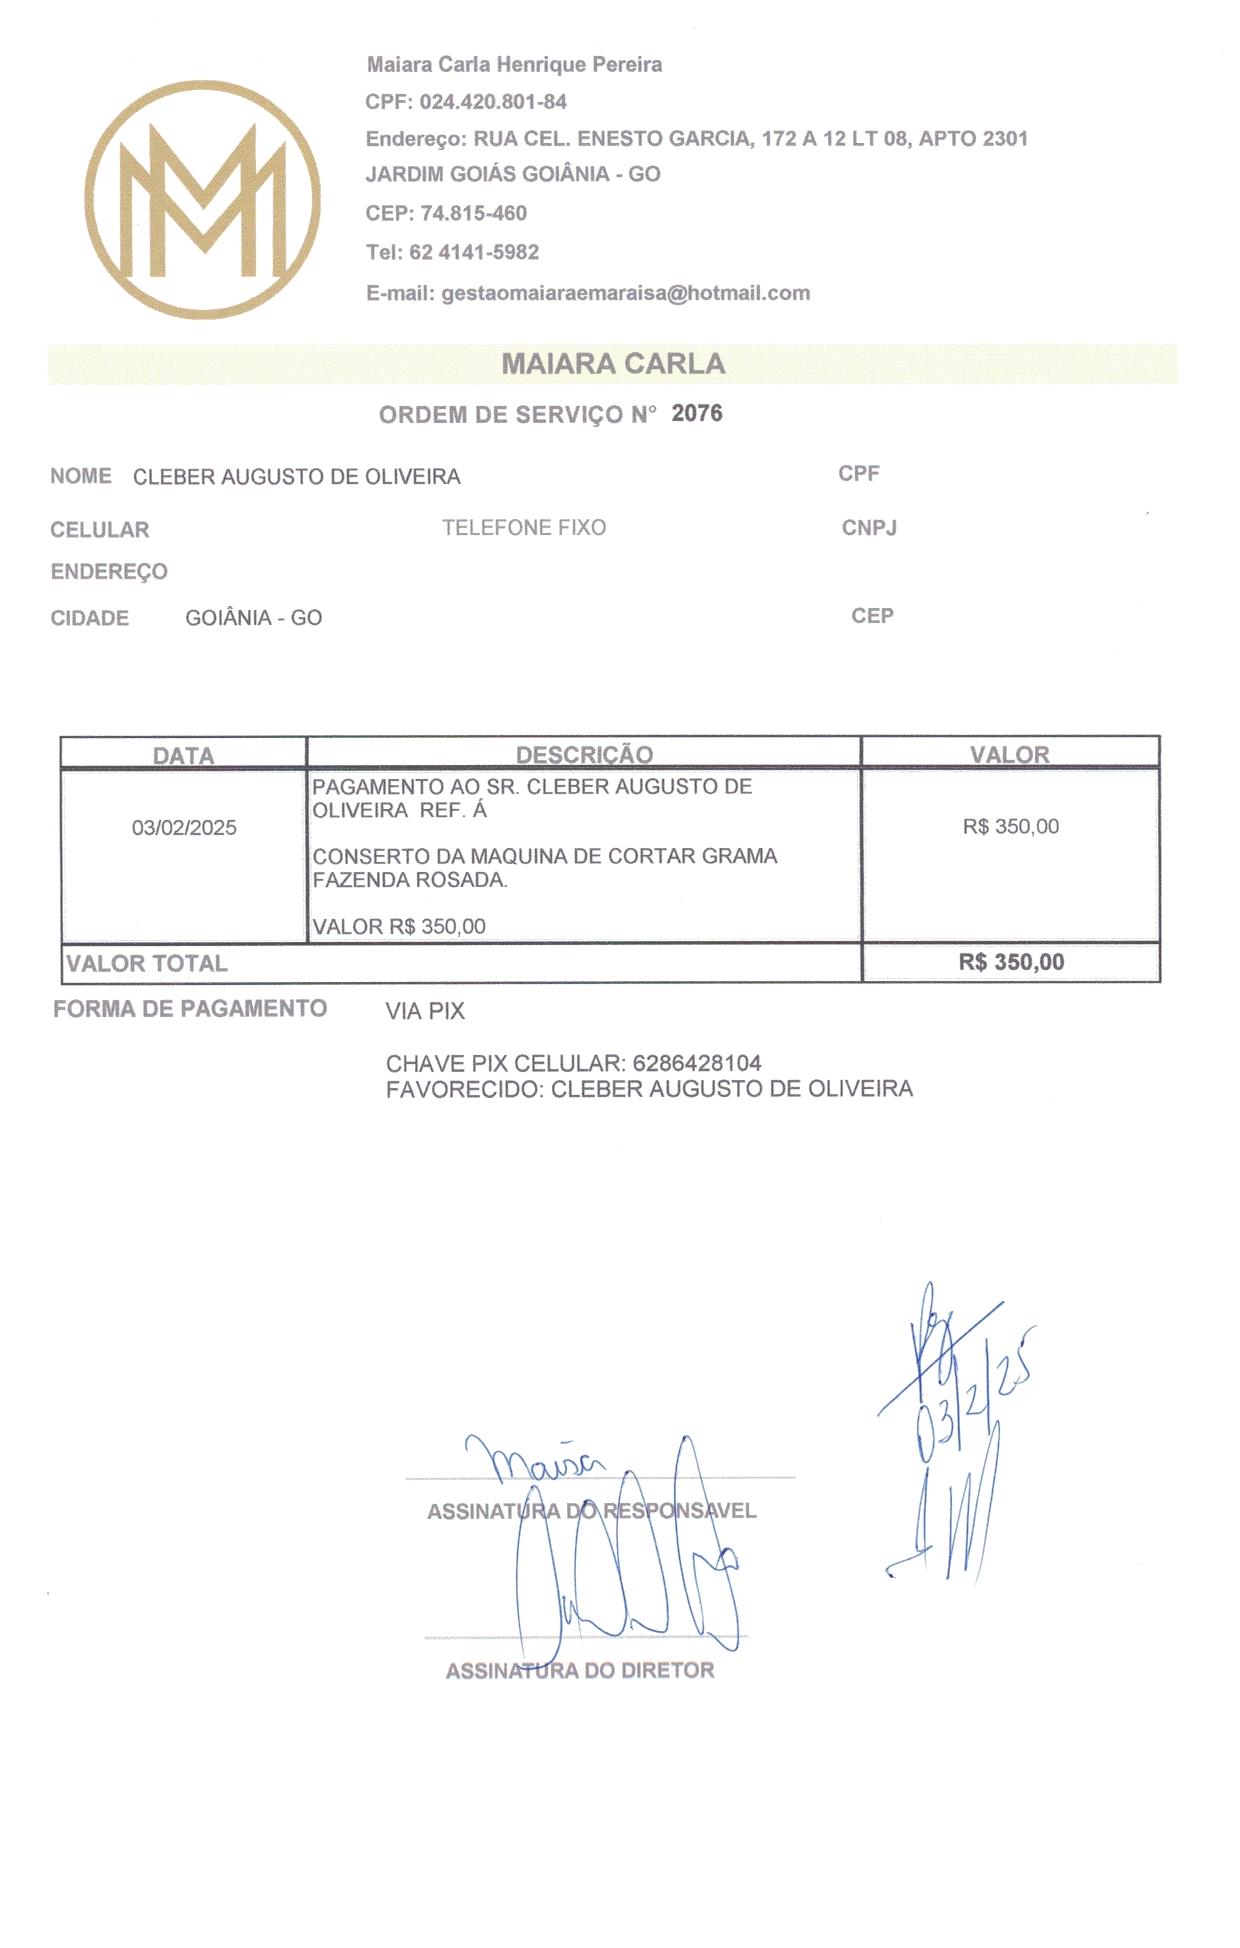 Maiara Carla Henrique Pereira
CPF: 024.420.801-84
Endereço: RUA CEL. ENESTO GARCIA, 172 A 12 LT 08, APTO 2301
JARDIM GOIÁS GOIÂNIA - GO
CEP: 74.815-460
Tel: 62 4141-5982
E-mail: gestaomaiaraemaraisa@hotmail.com
MAIARA CARLA
ORDEM DE SERVIÇO N° 2076
NOME CLEBER AUGUSTO DE OLIVEIRA CPF
CELULAR TELEFONE FIXO CNPJ
ENDEREÇO
CIDADE GOIÂNIA - GO CEP
DATA DESCRIÇÃO VALOR
PAGAMENTO AO SR. CLEBER AUGUSTO DE
OLIVEIRA REF. Á
03/02/2025 R$ 350,00
CONSERTO DA MAQUINA DE CORTAR GRAMA
FAZENDA ROSADA.
VALOR R$ 350,00
VALOR TOTAL R$ 350,00
FORMA DE PAGAMENTO VIA PIX
CHAVE PIX CELULAR: 6286428104
FAVORECIDO: CLEBER AUGUSTO DE OLIVEIRA
03/2/25
ASSINATURA DO RESPONSAVEL
ASSINATURA DO DIRETOR